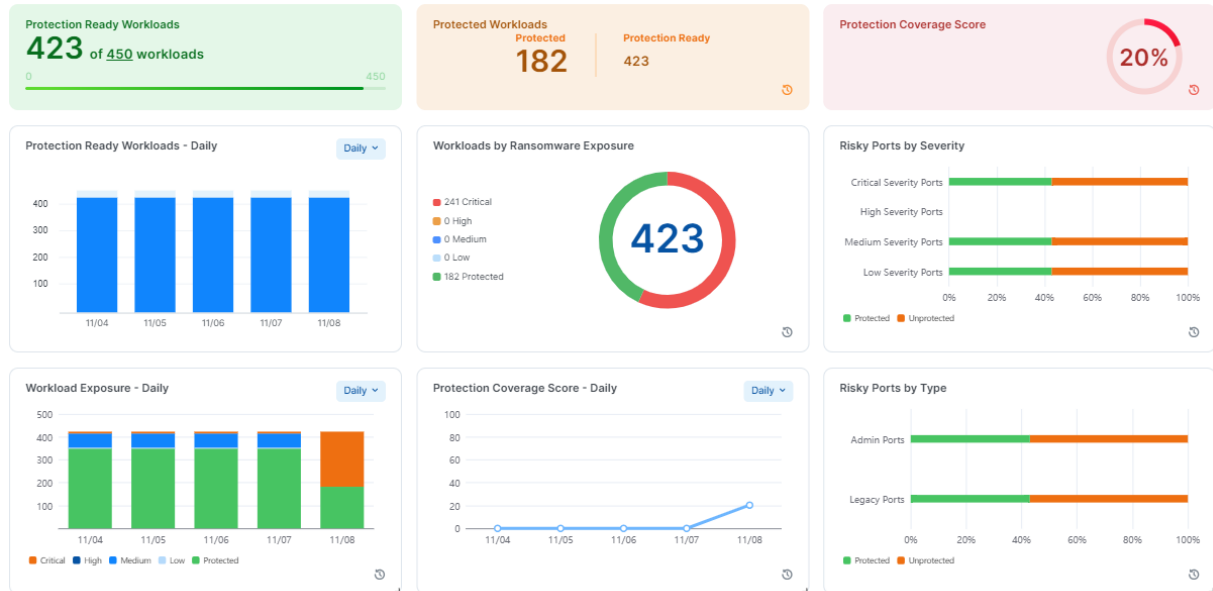 Protection Ready Workloads
423 of 450 workloads
0 450
Protected Workloads
Protected Protection Ready
182 423
Protection Coverage Score
20%
Protection Ready Workloads - Daily
Daily
400
300
200
100
11/04 11/05 11/06 11/07 11/08
Workloads by Ransomware Exposure
241 Critical
0 High
0 Medium
0 Low
182 Protected
423
Risky Ports by Severity
Critical Severity Ports
High Severity Ports
Medium Severity Ports
Low Severity Ports
0% 20% 40% 60% 80% 100%
Protected Unprotected
Workload Exposure - Daily
Daily
500
400
300
200
100
11/04 11/05 11/06 11/07 11/08
Critical High Medium Low Protected
Protection Coverage Score - Daily
Daily
100
80
60
40
20
0
11/04 11/05 11/06 11/07 11/08
Risky Ports by Type
Admin Ports
Legacy Ports
0% 20% 40% 60% 80% 100%
Protected Unprotected